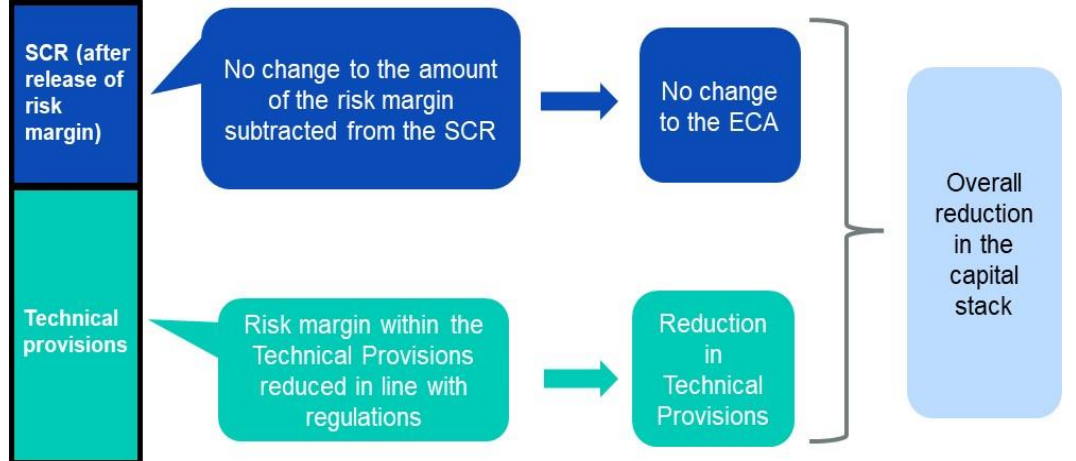 SCR (after
release of
risk
margin)
No change to the amount
of the risk margin
subtracted from the SCR
No change
to the ECA
Technical
provisions
Risk margin within the
Technical Provisions
reduced in line with
regulations
Reduction
in
Technical
Provisions
Overall
reduction
in the
capital
stack